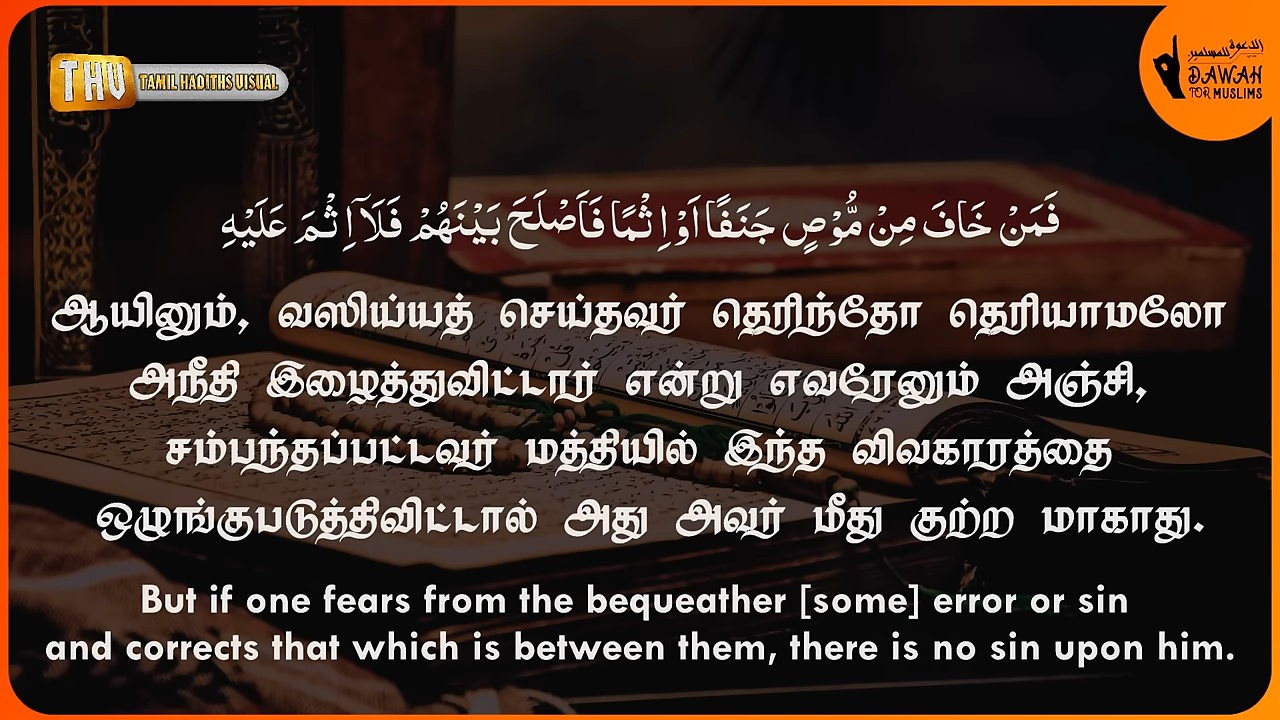 THV
TAMIL HADITHS VISUAL
الدعوة للمسلمين
DAWAH
FOR MUSLIMS
فَمَنْ خَافَ مِنْ مُّوْصٍ جَنَفًا اَوْ اِثْمًا فَاَصْلَحَ بَيْنَهُمْ فَلَاۤ اِثْمَ عَلَيْهِ
ஆயினும், வஸிய்யத் செய்தவர் தெரிந்தோ தெரியாமலோ
அநீதி இழைத்துவிட்டார் என்று எவரேனும் அஞ்சி,
சம்பந்தப்பட்டவர் மத்தியில் இந்த விவகாரத்தை
ஒழுங்குபடுத்திவிட்டால் அது அவர் மீது குற்ற மாகாது.
But if one fears from the bequeather [some] error or sin
and corrects that which is between them, there is no sin upon him.